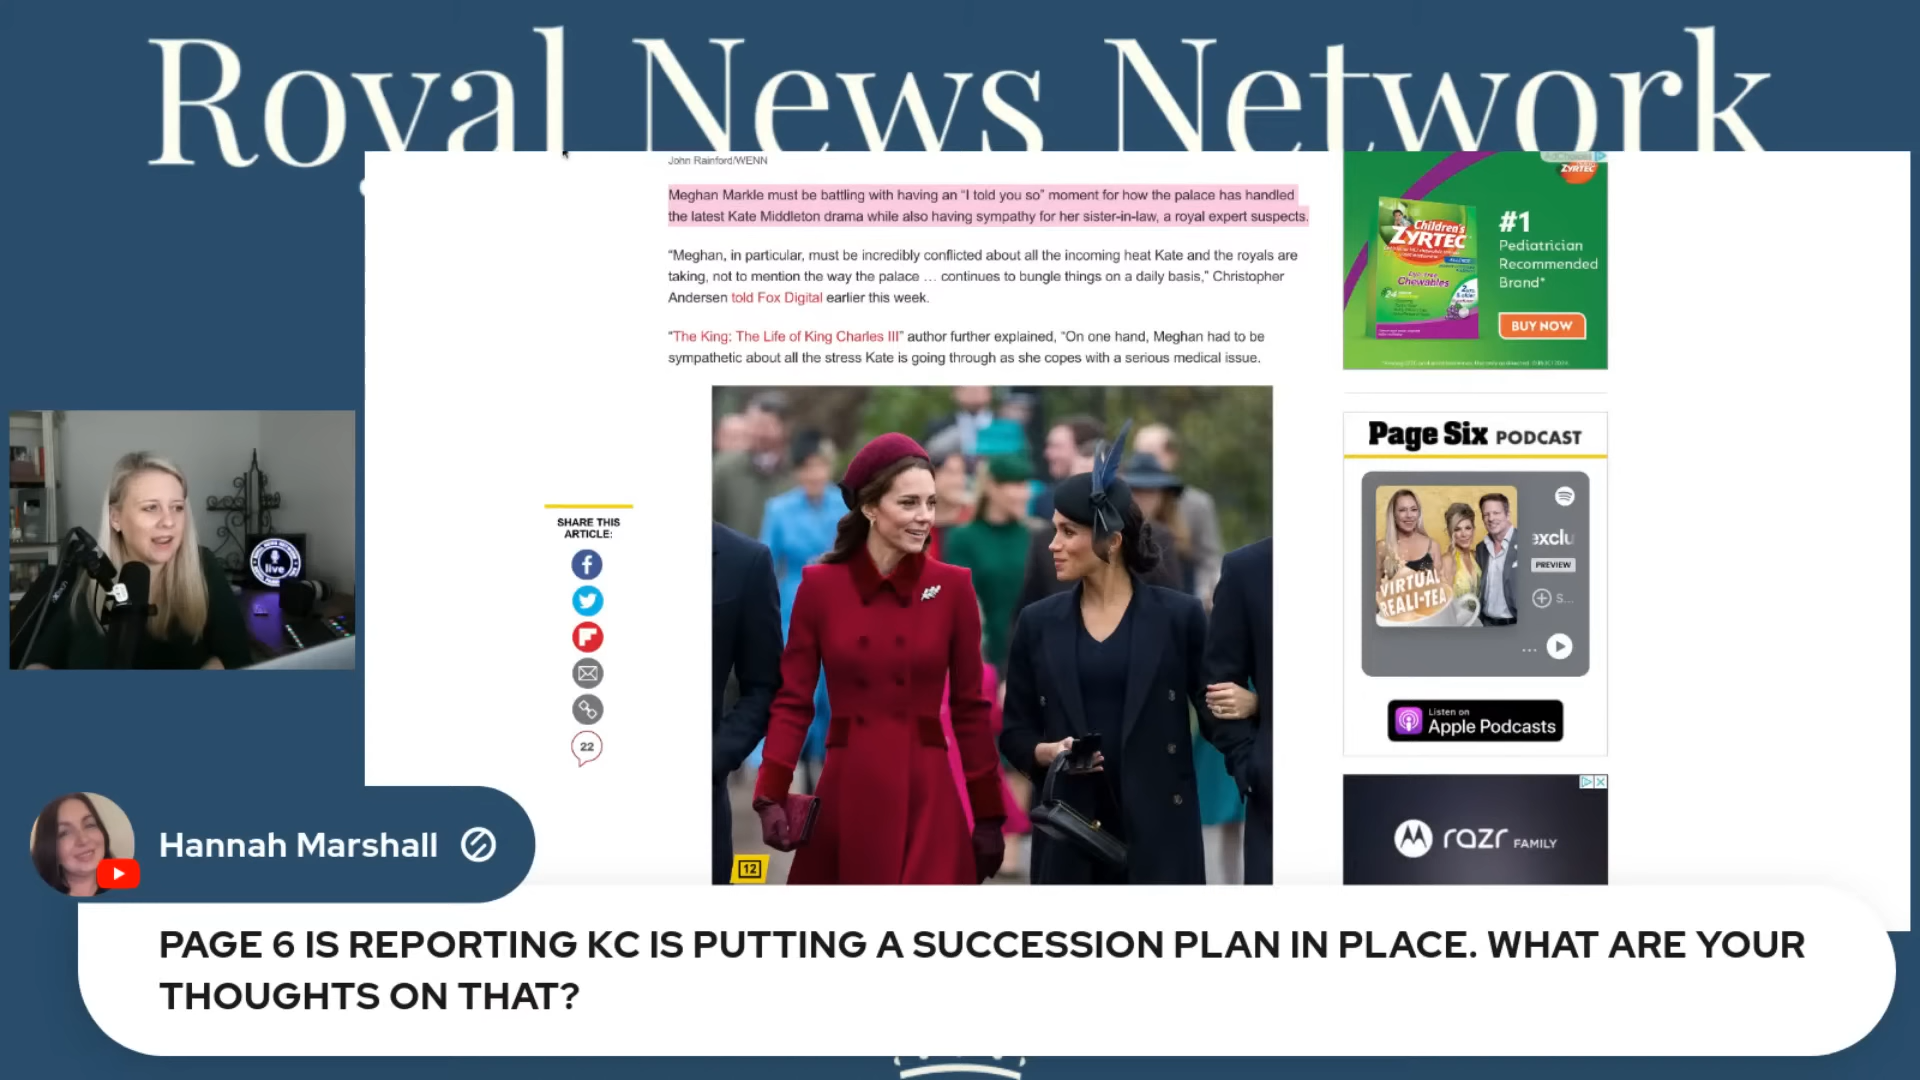 Royal News Network
John Rainford/WENN
Meghan Markle must be battling with having an “I told you so” moment for how the palace has handled
the latest Kate Middleton drama while also having sympathy for her sister-in-law, a royal expert suspects.
“Meghan, in particular, must be incredibly conflicted about all the incoming heat Kate and the royals are
taking, not to mention the way the palace … continues to bungle things on a daily basis,” Christopher
Andersen told Fox Digital earlier this week.
“The King: The Life of King Charles III” author further explained, “On one hand, Meghan had to be
sympathetic about all the stress Kate is going through as she copes with a serious medical issue.
SHARE THIS
ARTICLE:
22
12
live
ZYRTEC
Children's
ZYRTEC
Chewables
24
#1
Pediatrician
Recommended
Brand*
BUY NOW
Page Six PODCAST
VIRTUAL
REALI-TEA
exclu
PREVIEW
S...
Listen on
Apple Podcasts
razr FAMILY
Hannah Marshall
PAGE 6 IS REPORTING KC IS PUTTING A SUCCESSION PLAN IN PLACE. WHAT ARE YOUR
THOUGHTS ON THAT?